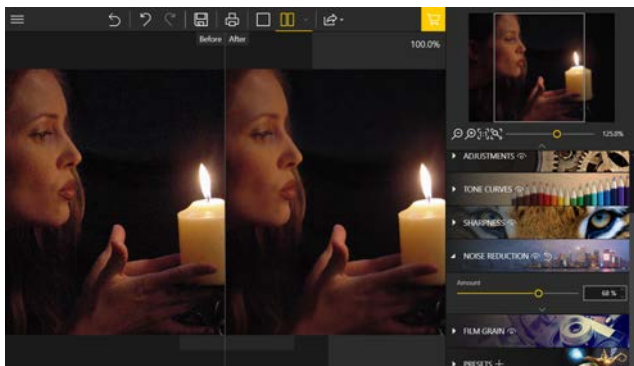 Before After
100.0%
125.0%
ADJUSTMENTS
TONE CURVES
SHARPNESS
NOISE REDUCTION
Amount
68 %
FILM GRAIN
PRESETS